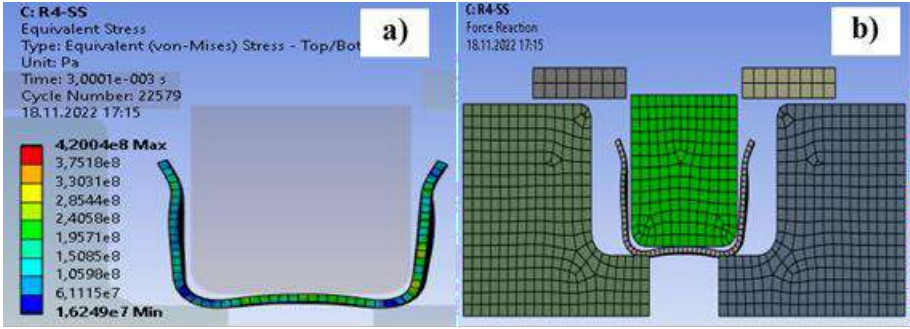 C: R4-SS
Equivalent Stress
Type: Equivalent (von-Mises) Stress - Top/Bot
Unit: Pa
Time: 3,0001e-003 s
Cycle Number: 22579
18.11.2022 17:15
a)
4,2004e8 Max
3,7518e8
3,3031e8
2,8544e8
2,4058e8
1,9571e8
1,5085e8
1,0598e8
6,1115e7
1,6249e7 Min
C: R4-SS
Force Reaction
18.11.2022 17:15
b)